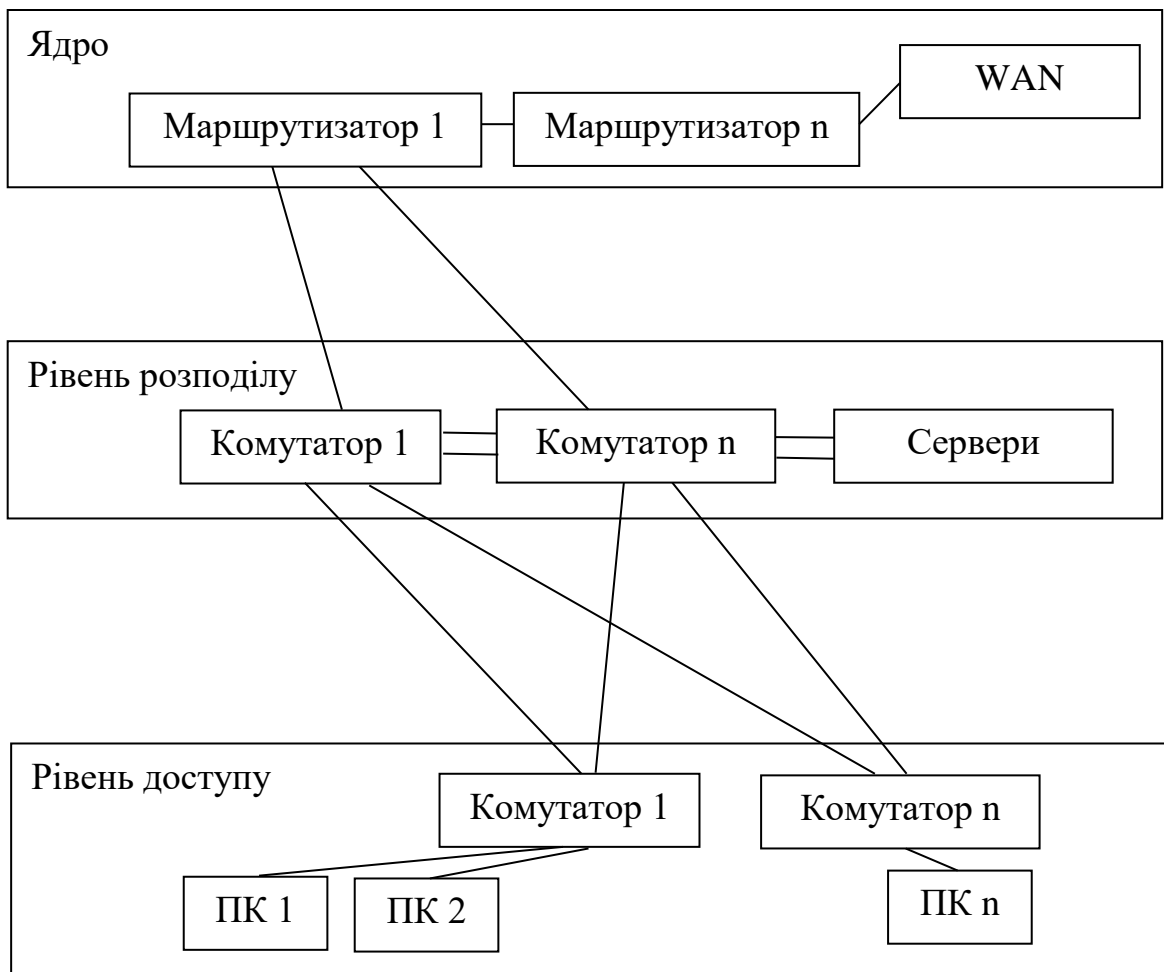 Ядро
WAN
Маршрутизатор 1
Маршрутизатор n
Рівень розподілу
Комутатор 1
Комутатор n
Сервери
Рівень доступу
Комутатор 1
Комутатор n
ПК 1
ПК 2
ПК n